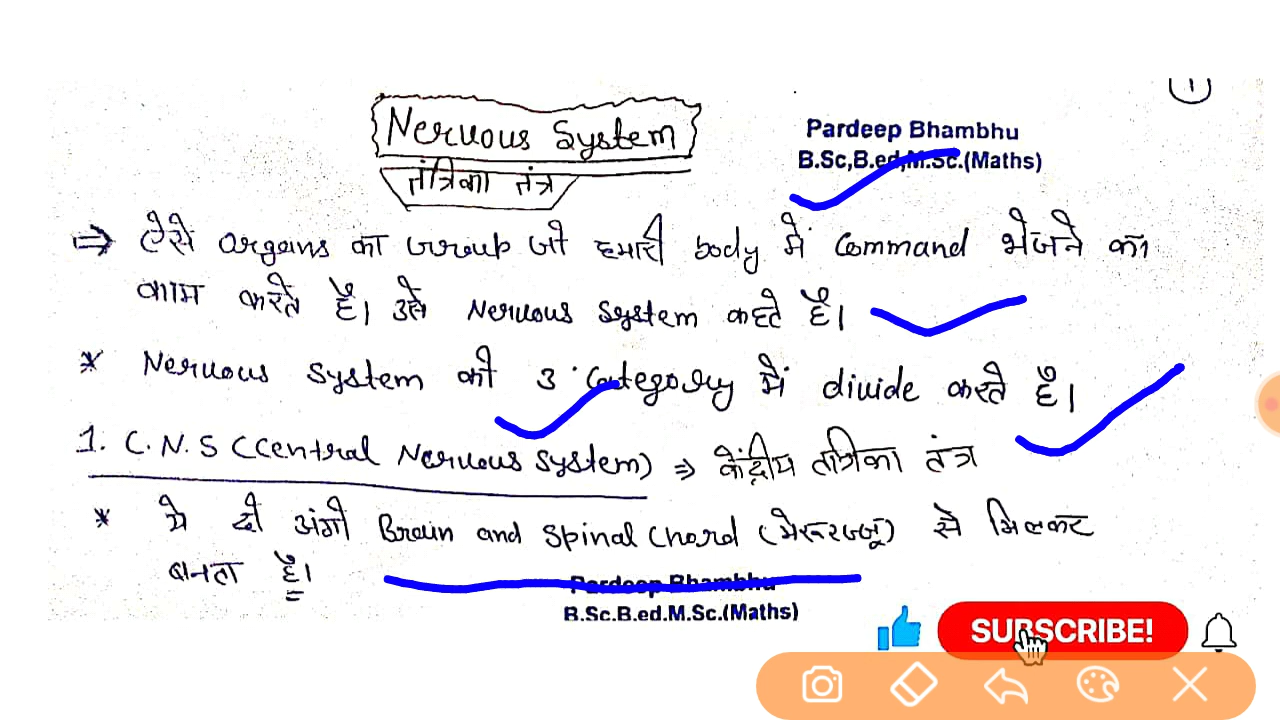 1
Nervous System
तंत्रिका तंत्र
Pardeep Bhambhu
B.Sc,B.ed,M.Sc.(Maths)
⇒ ऐसे organs का Group जो हमारी body में Command भेजने का
काम करते है। उसे Nervous System कहते है।
* Nervous System को 3 Category में divide करते है।
1. C.N.S (Central Nervous System) ⇒ केंद्रीय तंत्रिका तंत्र
* ये दो अंगो Brain and Spinal Chord (मेरूरज्जू) से मिलकर
बनता है।
Pardeep Bhambhu
B.Sc.B.ed.M.Sc.(Maths)
SUBSCRIBE!